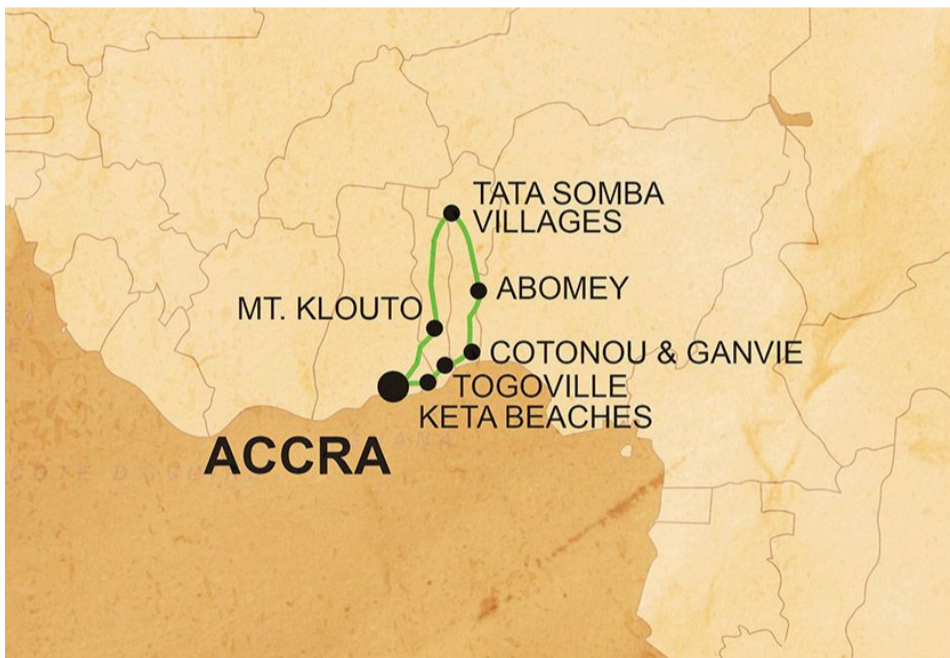 TATA SOMBA
VILLAGES
ABOMEY
MT. KLOUTO
COTONOU & GANVIE
TOGOVILLE
KETA BEACHES
ACCRA